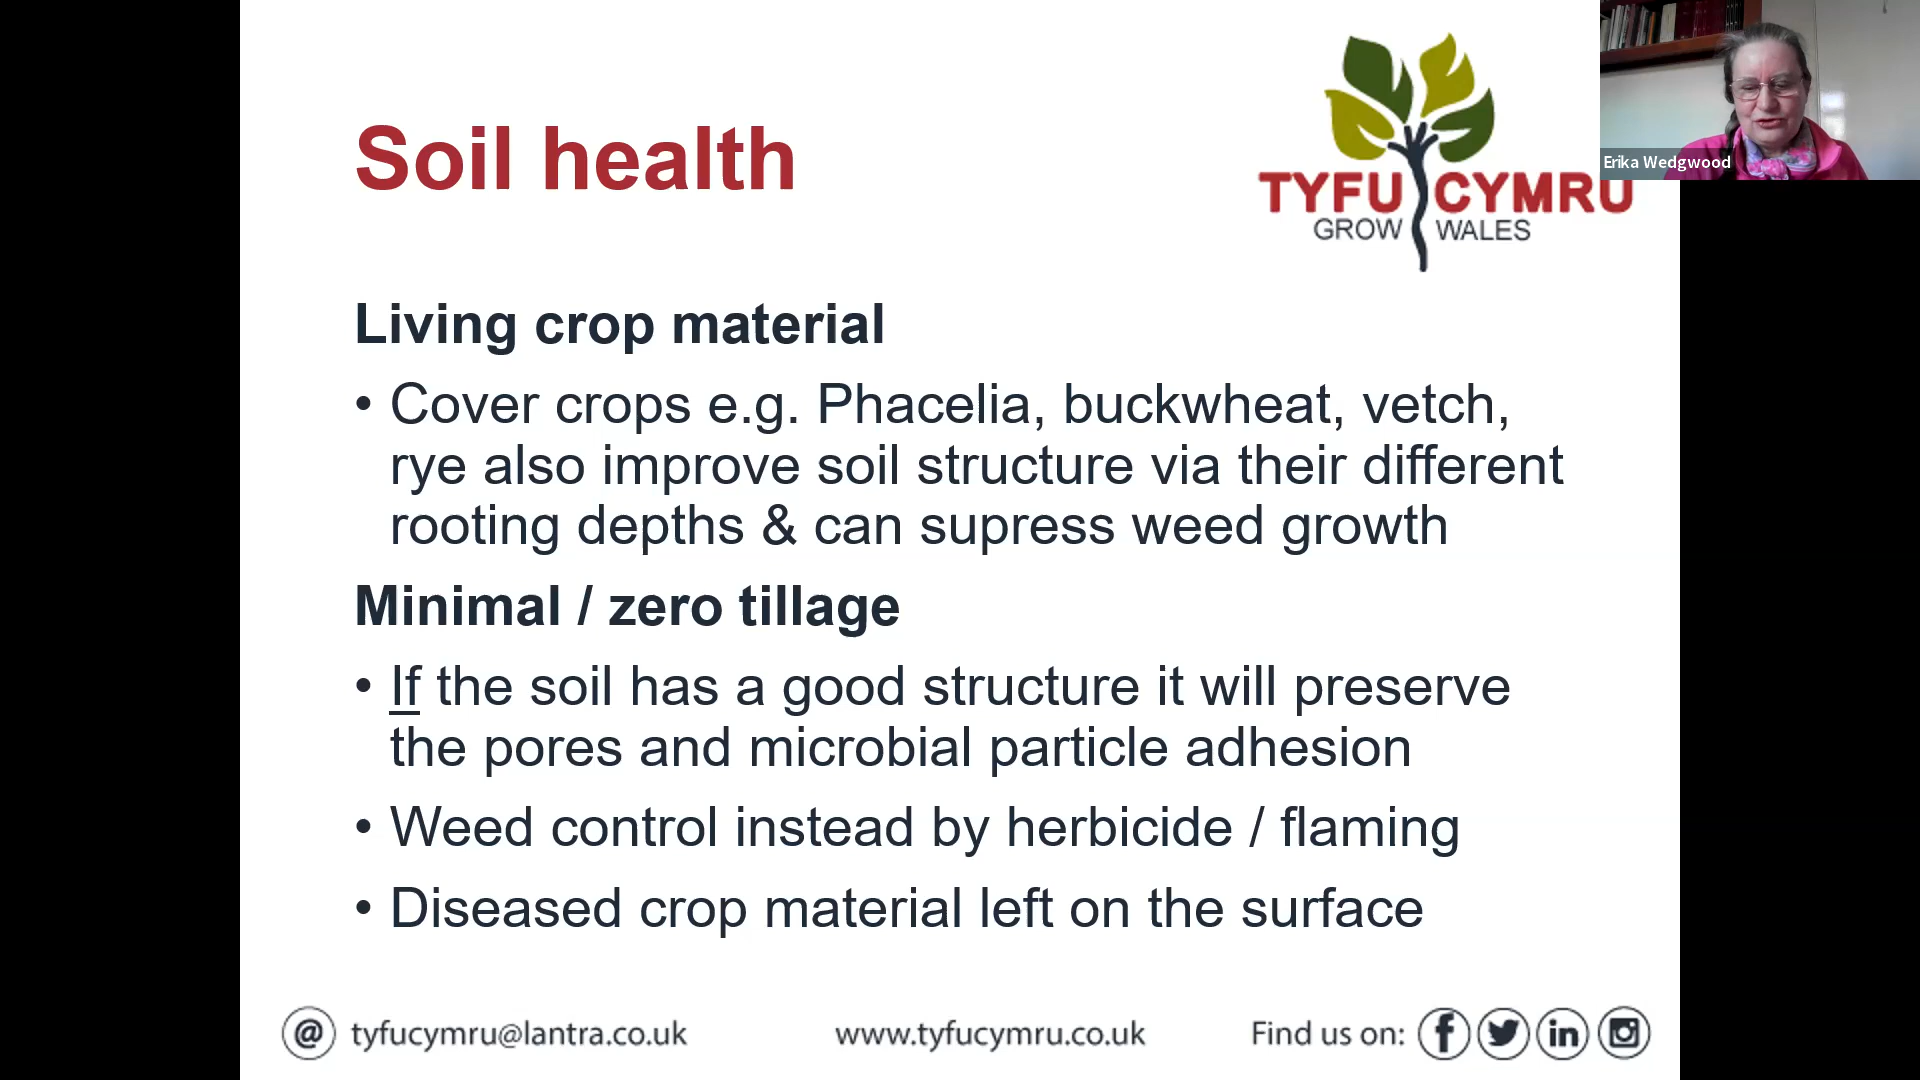 Soil health
TYFU CYMRU
GROW WALES
Erika Wedgwood
Living crop material
• Cover crops e.g. Phacelia, buckwheat, vetch,
rye also improve soil structure via their different
rooting depths & can supress weed growth
Minimal / zero tillage
• If the soil has a good structure it will preserve
the pores and microbial particle adhesion
• Weed control instead by herbicide / flaming
• Diseased crop material left on the surface
@ tyfucymru@lantra.co.uk
www.tyfucymru.co.uk
Find us on: